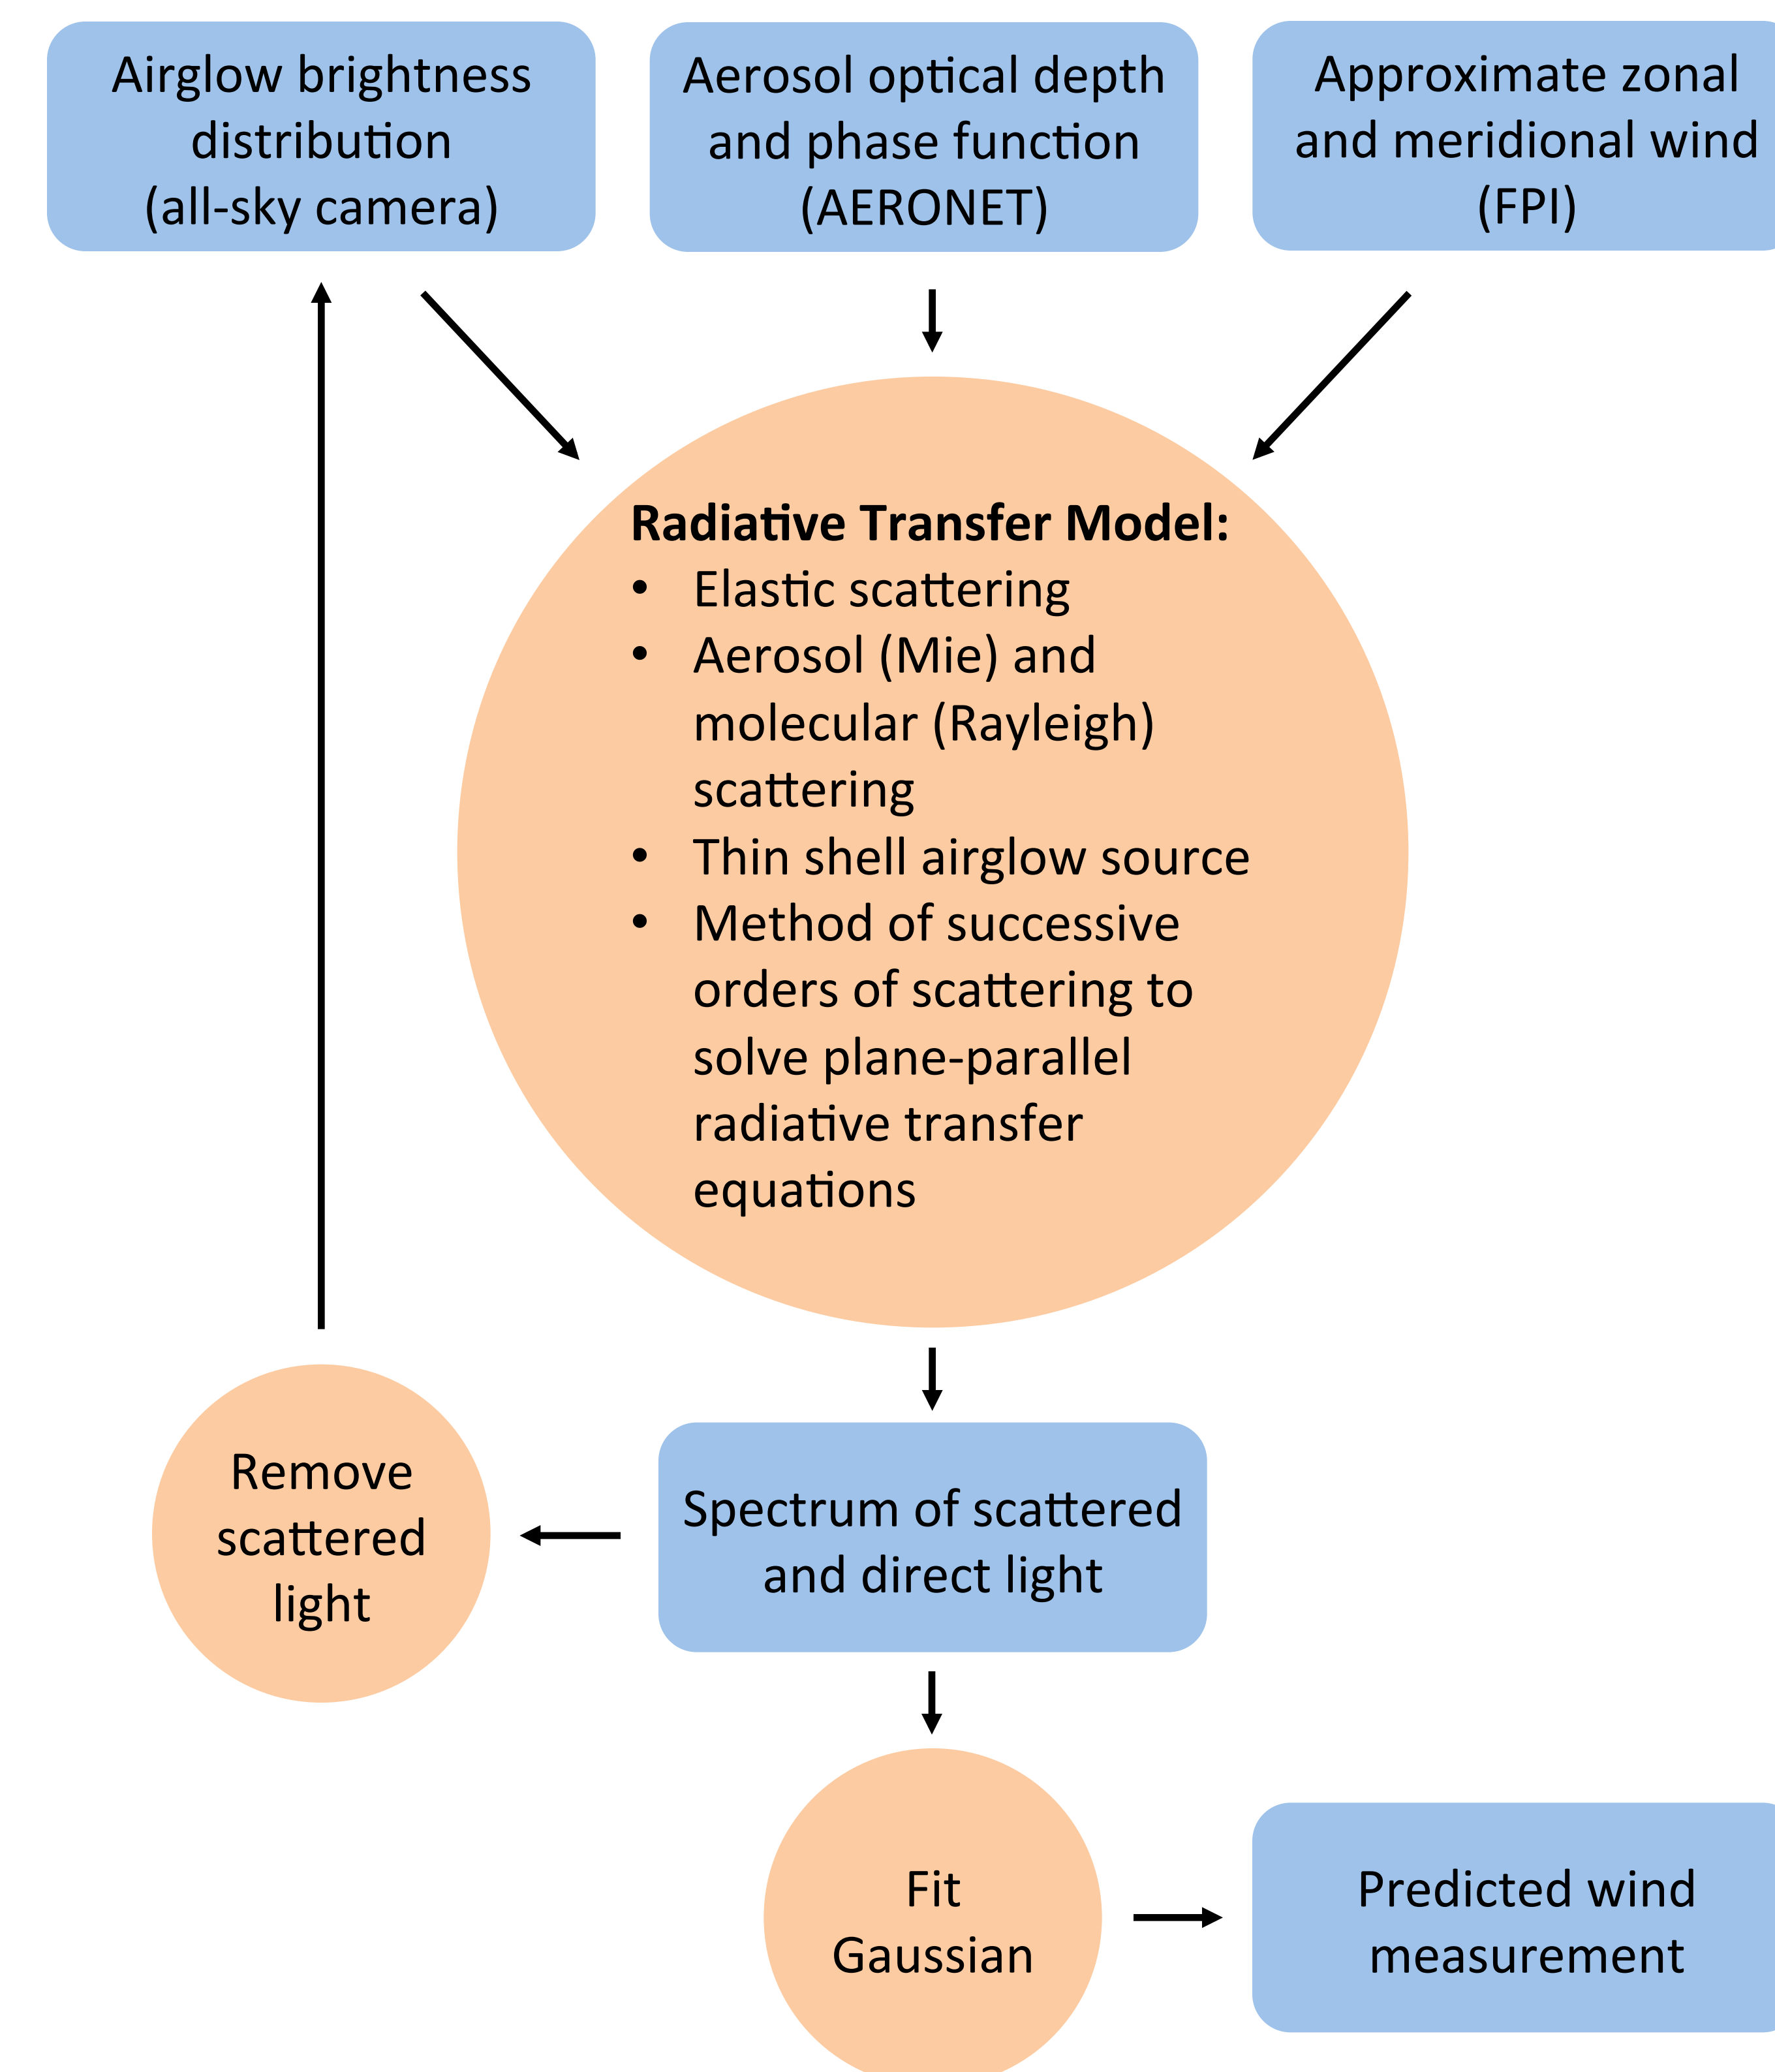 Airglow brightness
distribution
(all-sky camera)
Aerosol optical depth
and phase function
(AERONET)
Approximate zonal
and meridional wind
(FPI)
Radiative Transfer Model:
• Elastic scattering
• Aerosol (Mie) and
molecular (Rayleigh)
scattering
• Thin shell airglow source
• Method of successive
orders of scattering to
solve plane-parallel
radiative transfer
equations
Remove
scattered
light
Spectrum of scattered
and direct light
Fit
Gaussian
Predicted wind
measurement